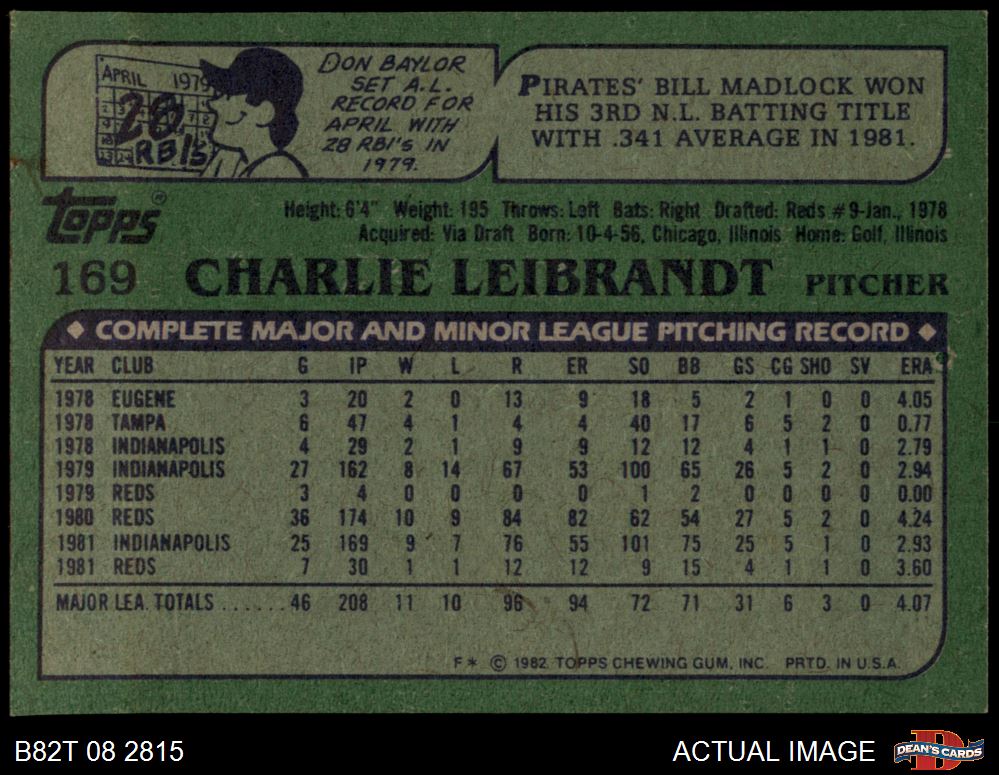 APRIL 1979
28
RBI's
DON BAYLOR
SET A.L.
RECORD FOR
APRIL WITH
28 RBI'S IN
1979.
PIRATES' BILL MADLOCK WON
HIS 3RD N.L. BATTING TITLE
WITH .341 AVERAGE IN 1981.
TOPPS®
Height: 6'4" Weight: 195 Throws: Left Bats: Right Drafted: Reds #9-Jan., 1978
Acquired: Via Draft Born: 10-4-56, Chicago, Illinois Home: Golf, Illinois
169 CHARLIE LEIBRANDT PITCHER
◆ COMPLETE MAJOR AND MINOR LEAGUE PITCHING RECORD ◆
YEAR CLUB G IP W L R ER SO BB GS CG SHO SV ERA
1978 EUGENE 3 20 2 0 13 9 18 5 2 1 0 0 4.05
1978 TAMPA 6 47 4 1 4 4 40 17 6 5 2 0 0.77
1978 INDIANAPOLIS 4 29 2 1 9 9 12 12 4 1 1 0 2.79
1979 INDIANAPOLIS 27 162 8 14 67 53 100 65 26 5 2 0 2.94
1979 REDS 3 4 0 0 0 0 1 2 0 0 0 0 0.00
1980 REDS 36 174 10 9 84 82 62 54 27 5 2 0 4.24
1981 INDIANAPOLIS 25 169 9 7 76 55 101 75 25 5 1 0 2.93
1981 REDS 7 30 1 1 12 12 9 15 4 1 1 0 3.60
MAJOR LEA. TOTALS ...... 46 208 11 10 96 94 72 71 31 6 3 0 4.07
F* © 1982 TOPPS CHEWING GUM, INC. PRTD. IN U.S.A.
B82T 08 2815
ACTUAL IMAGE
D
DEAN'S CARDS